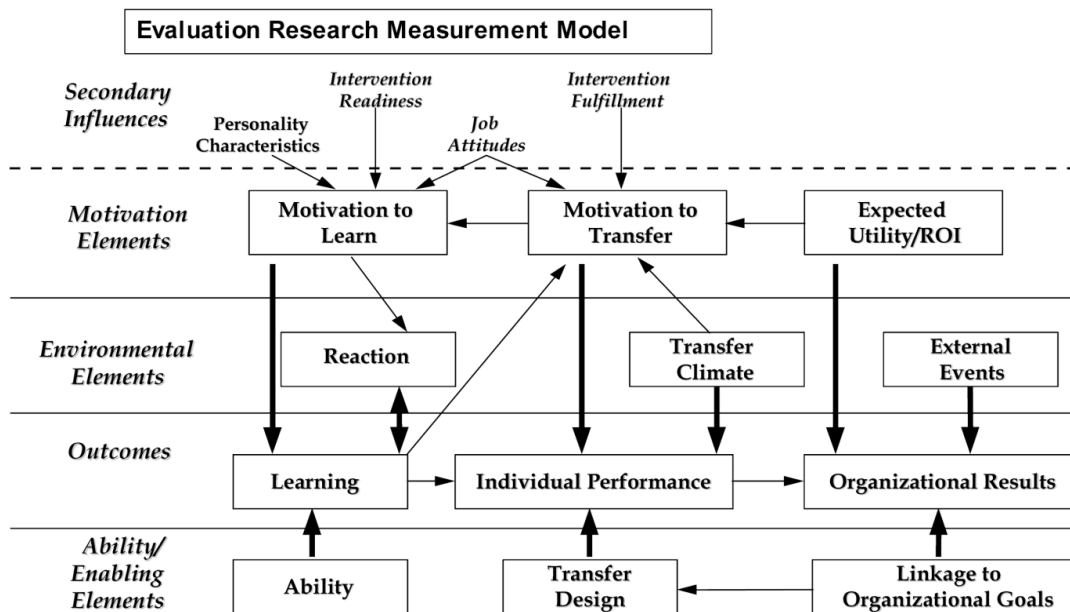 Evaluation Research Measurement Model
Secondary
Influences
Intervention
Readiness
Intervention
Fulfillment
Personality
Characteristics
Job
Attitudes
Motivation
Elements
Motivation to
Learn
Motivation to
Transfer
Expected
Utility/ROI
Environmental
Elements
Reaction
Transfer
Climate
External
Events
Outcomes
Learning
Individual Performance
Organizational Results
Ability/
Enabling
Elements
Ability
Transfer
Design
Linkage to
Organizational Goals